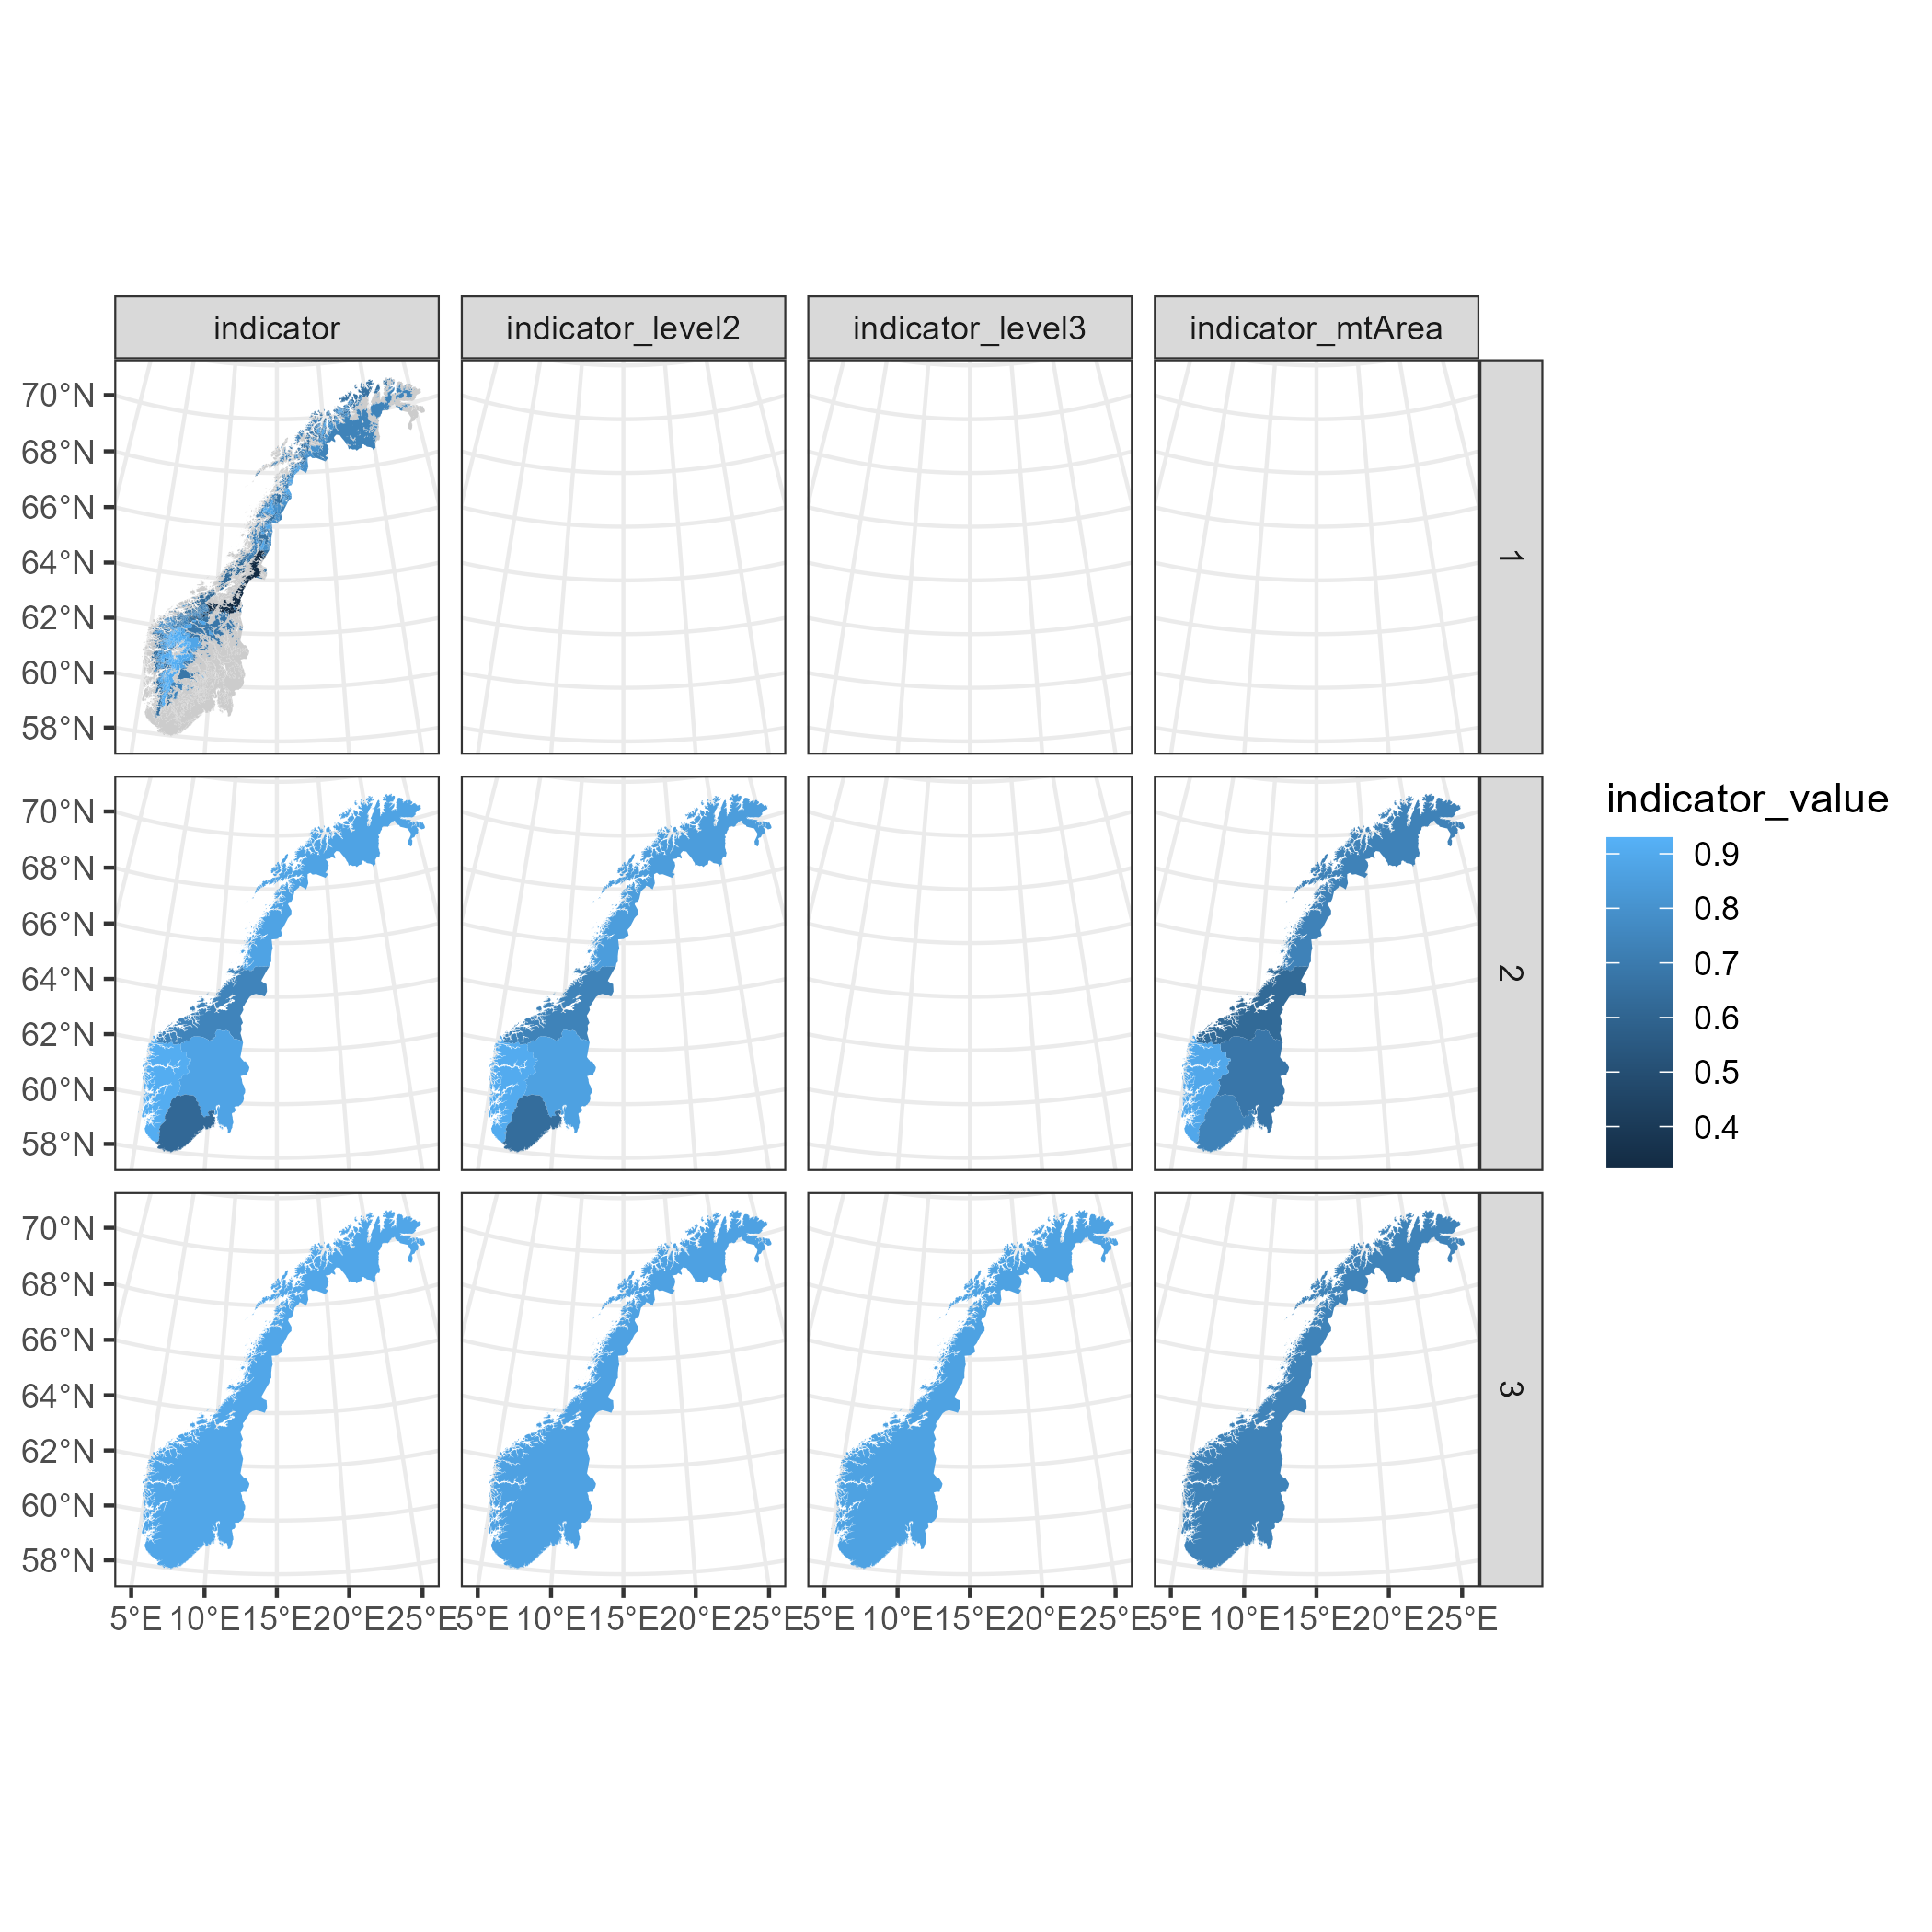 indicator indicator_level2 indicator_level3 indicator_mtArea
70°N
68°N
66°N
64°N
62°N
60°N
58°N
1
70°N
68°N
66°N
64°N
62°N
60°N
58°N
2
indicator_value
0.9
0.8
0.7
0.6
0.5
0.4
70°N
68°N
66°N
64°N
62°N
60°N
58°N
3
5°E 10°E 15°E 20°E 25°E 5°E 10°E 15°E 20°E 25°E 5°E 10°E 15°E 20°E 25°E 5°E 10°E 15°E 20°E 25°E